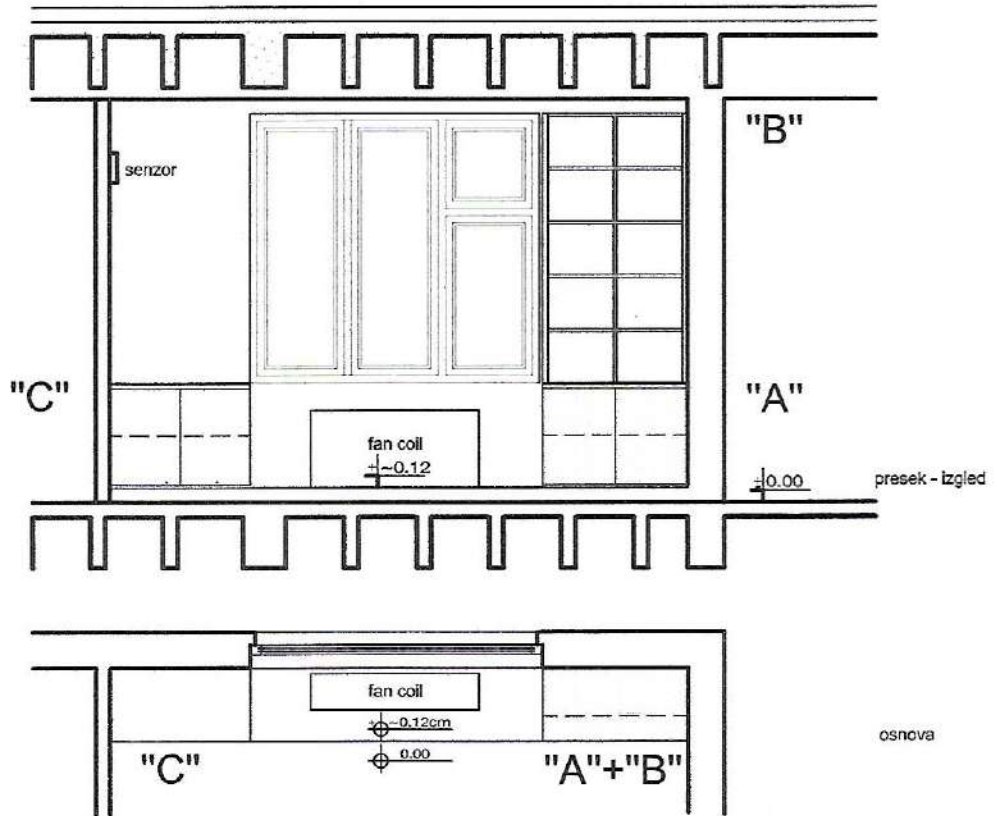 "B"
senzor
"C"
"A"
fan coil
±~0.12
±0.00
presek - izgled
fan coil
±~0.12cm
0.00
osnova
"C"
"A"+"B"